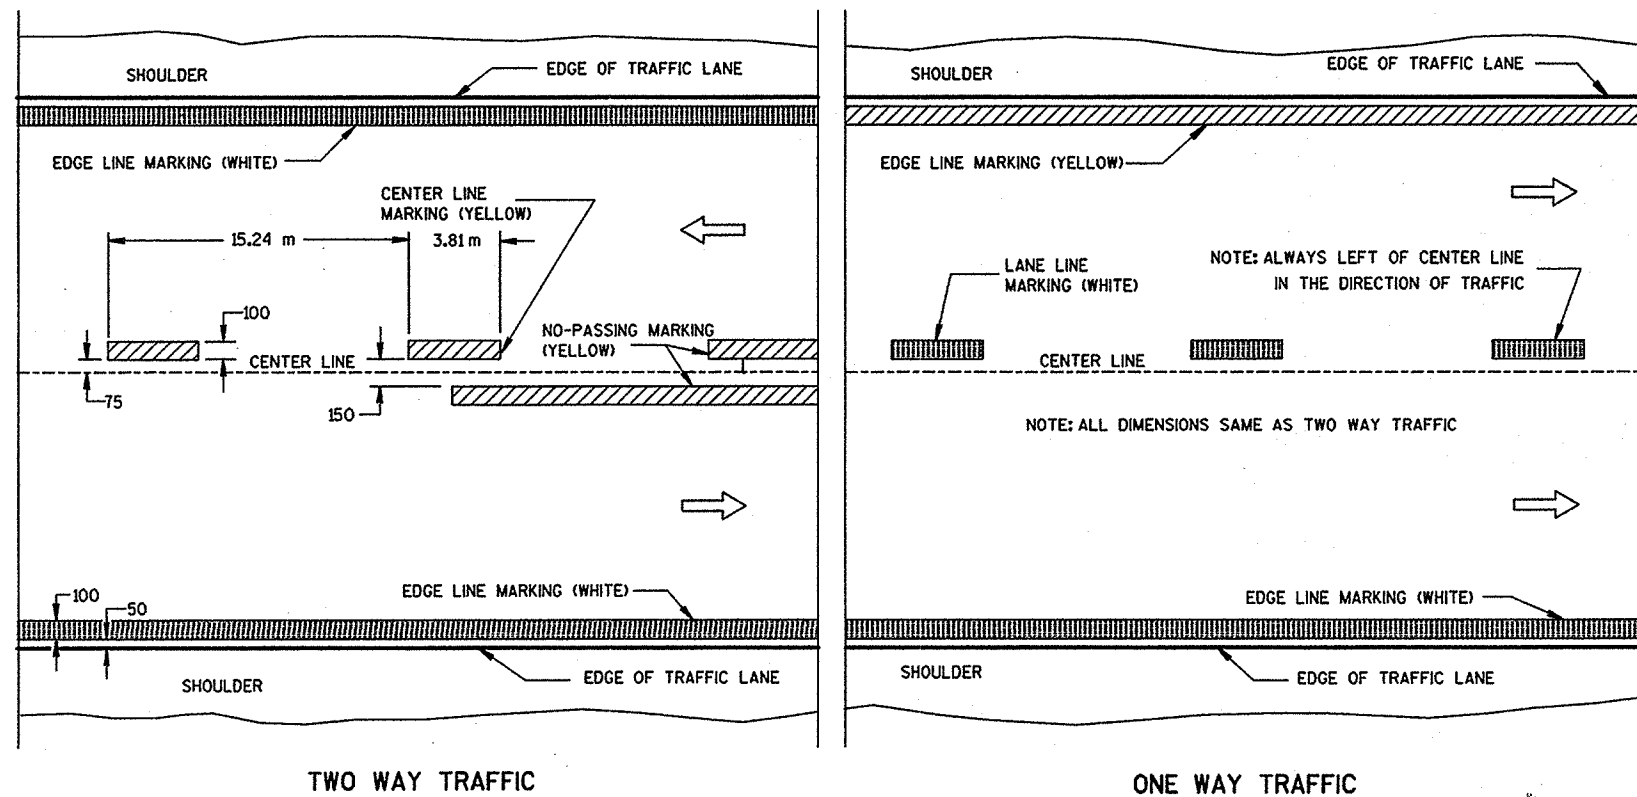 SHOULDER
EDGE OF TRAFFIC LANE
EDGE LINE MARKING (WHITE)
CENTER LINE
MARKING (YELLOW)
15.24 m
3.81 m
100
NO-PASSING MARKING
(YELLOW)
CENTER LINE
75
150
100
50
EDGE LINE MARKING (WHITE)
EDGE OF TRAFFIC LANE
SHOULDER
TWO WAY TRAFFIC
SHOULDER
EDGE OF TRAFFIC LANE
EDGE LINE MARKING (YELLOW)
LANE LINE
MARKING (WHITE)
NOTE: ALWAYS LEFT OF CENTER LINE
IN THE DIRECTION OF TRAFFIC
CENTER LINE
NOTE: ALL DIMENSIONS SAME AS TWO WAY TRAFFIC
EDGE LINE MARKING (WHITE)
SHOULDER
EDGE OF TRAFFIC LANE
ONE WAY TRAFFIC